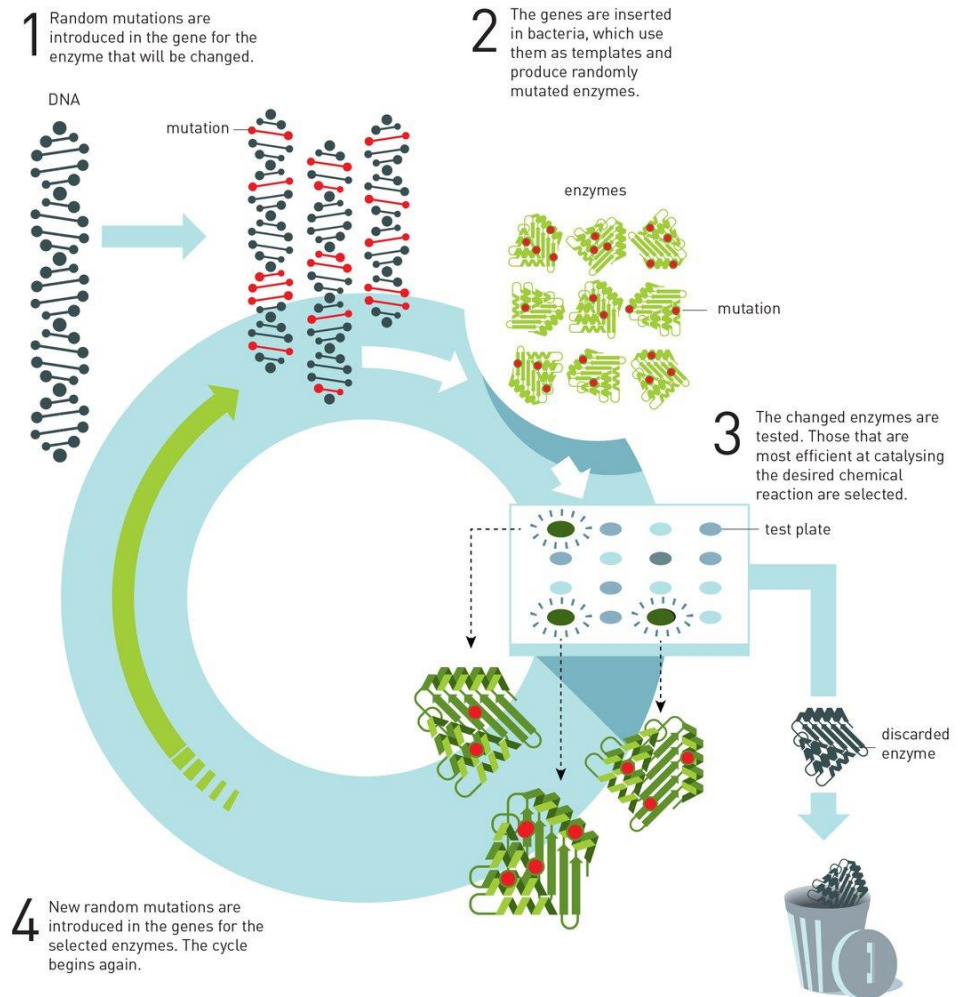 1
Random mutations are
introduced in the gene for the
enzyme that will be changed.
2
The genes are inserted
in bacteria, which use
them as templates and
produce randomly
mutated enzymes.
DNA
mutation
enzymes
mutation
3
The changed enzymes are
tested. Those that are
most efficient at catalysing
the desired chemical
reaction are selected.
test plate
discarded
enzyme
4
New random mutations are
introduced in the genes for the
selected enzymes. The cycle
begins again.